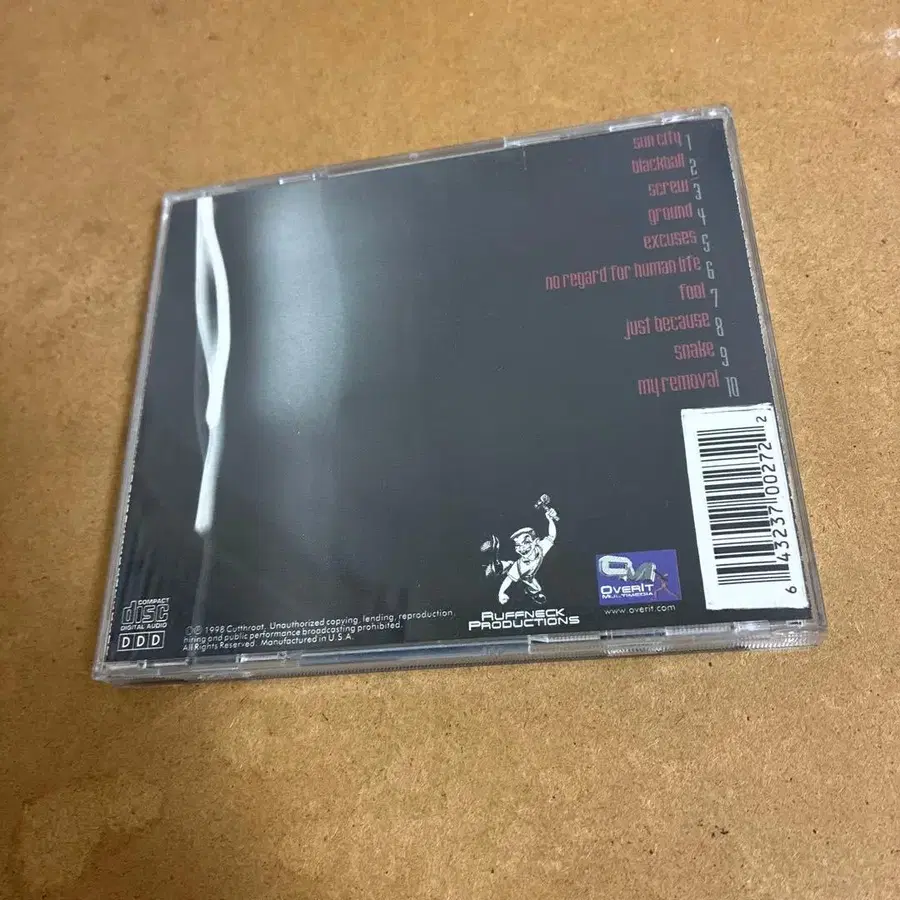 sun city 1
blackball 2
screw 3
ground 4
excuses 5
no regard for human life 6
fool 7
just because 8
snake 9
my removal 10
6 43237 00272 2
COMPACT
disc
DIGITAL AUDIO
DDD
℗© 1998 Cutthroat. Unauthorized copying, lending, reproduction,
hiring and public performance broadcasting prohibited.
All Rights Reserved. Manufactured in U.S.A.
RUFFNECK
PRODUCTIONS
OM
OVERIT
MULTIMEDIA
www.overit.com